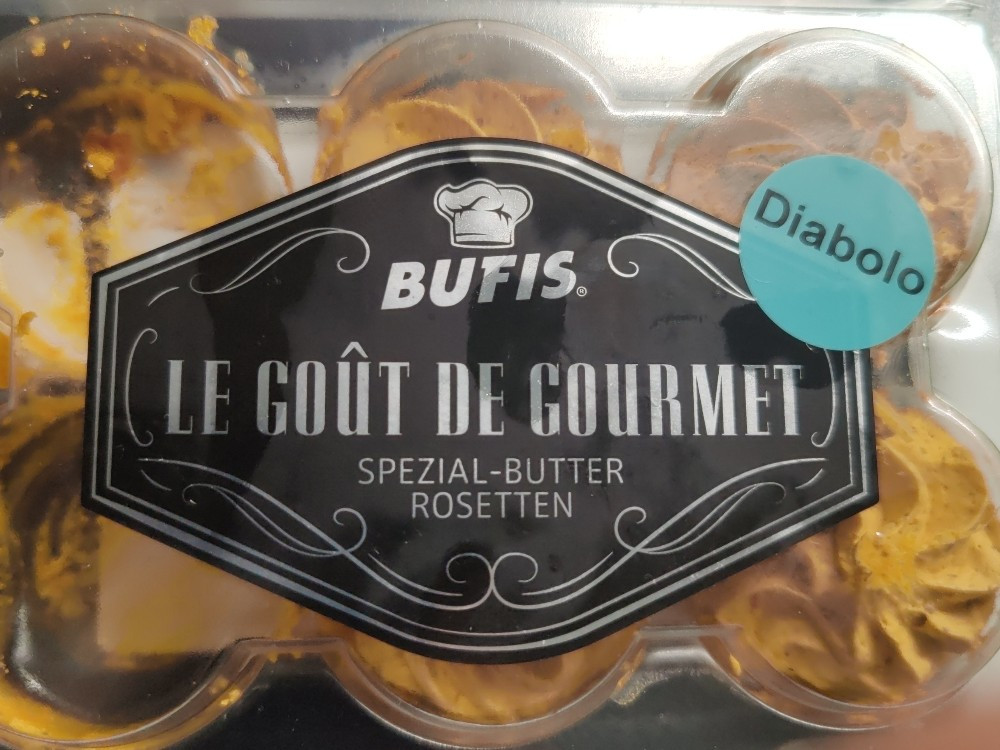 BUFIS®
Diabolo
LE GOÛT DE GOURMET
SPEZIAL-BUTTER
ROSETTEN